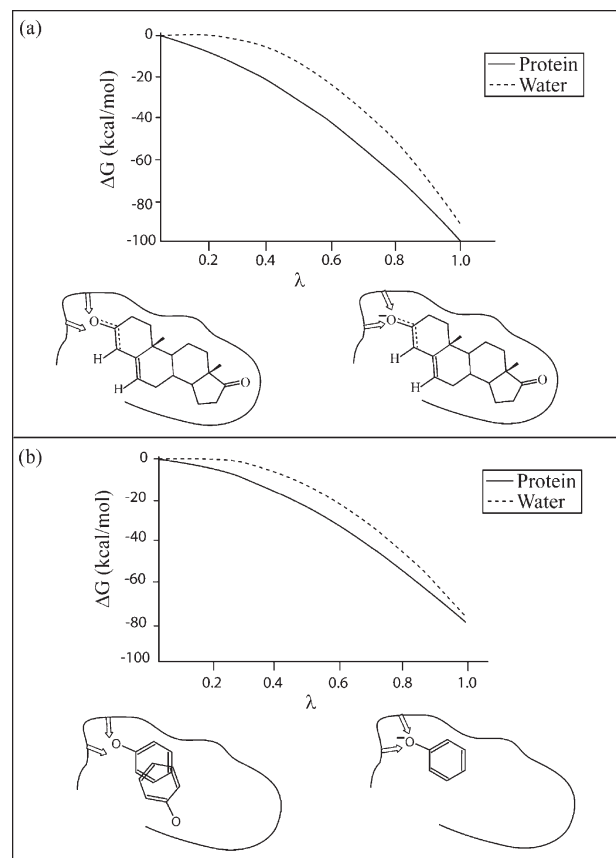 (a)
ΔG (kcal/mol)
0
-20
-40
-60
-80
-100
0.2 0.4 0.6 0.8 1.0
λ
Protein
Water
O
H
H
O
−
O
H
H
O
(b)
ΔG (kcal/mol)
0
-20
-40
-60
-80
-100
0.2 0.4 0.6 0.8 1.0
λ
Protein
Water
O
O
−
O